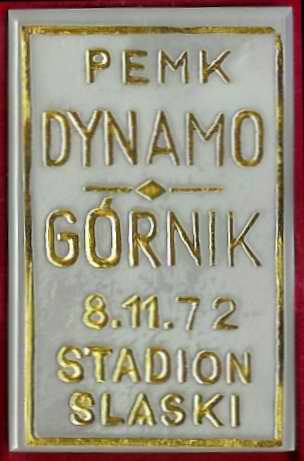 PEMK
DYNAMO
GÓRNIK
8.11.72
STADION
SLASKI